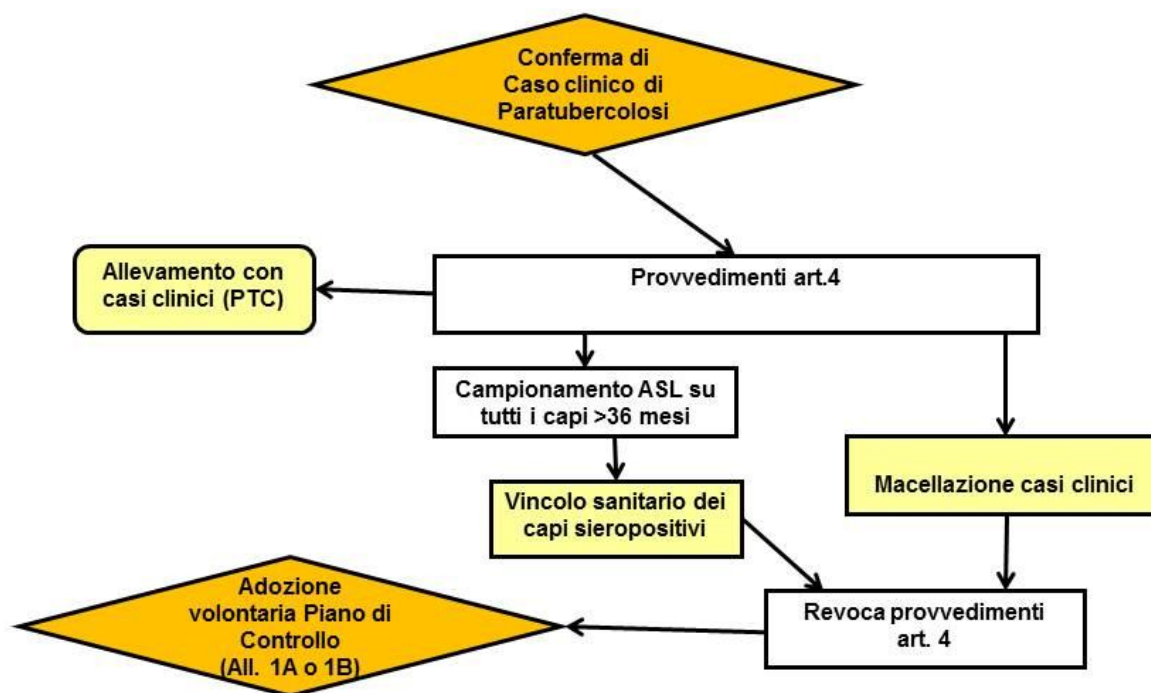 Conferma di
Caso clinico di
Paratubercolosi
Allevamento con
casi clinici (PTC)
Provvedimenti art.4
Campionamento ASL su
tutti i capi >36 mesi
Macellazione casi clinici
Vincolo sanitario dei
capi sieropositivi
Adozione
volontaria Piano di
Controllo
(All. 1A o 1B)
Revoca provvedimenti
art. 4